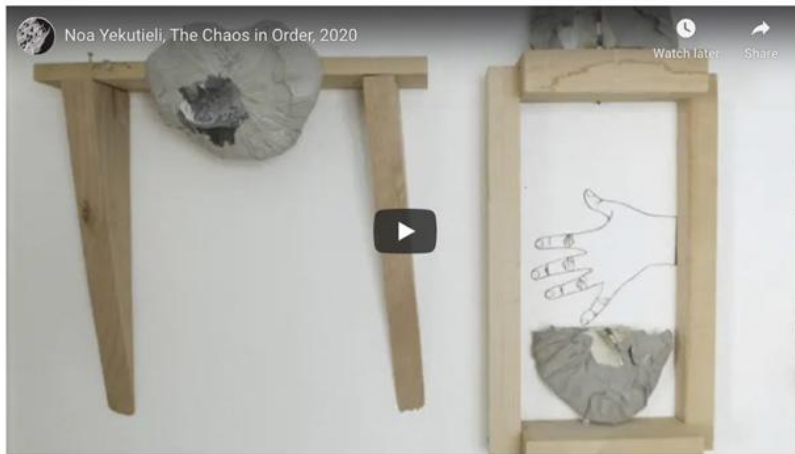 Noa Yekutieli, The Chaos in Order, 2020
Watch later
Share